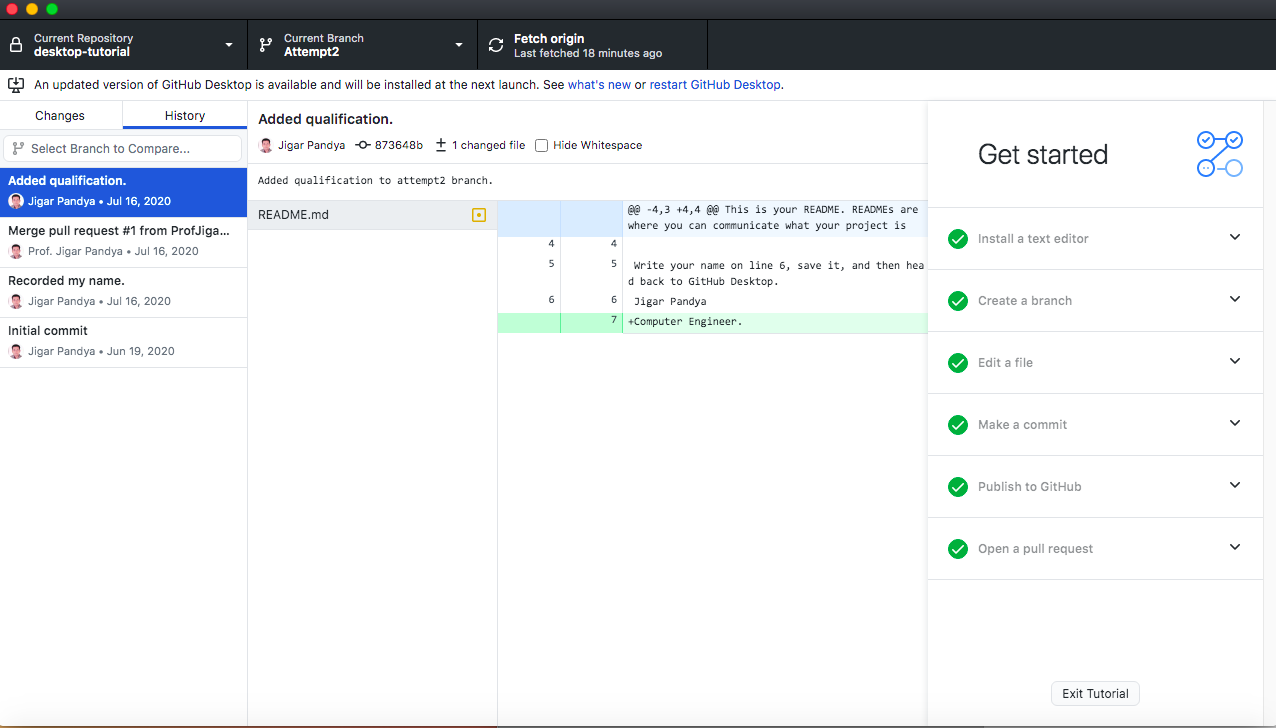 Current Repository
desktop-tutorial
Current Branch
Attempt2
Fetch origin
Last fetched 18 minutes ago
An updated version of GitHub Desktop is available and will be installed at the next launch. See what's new or restart GitHub Desktop.
Changes
History
Select Branch to Compare...
Added qualification.
Jigar Pandya • Jul 16, 2020
Merge pull request #1 from ProfJiga...
Prof. Jigar Pandya • Jul 16, 2020
Recorded my name.
Jigar Pandya • Jul 16, 2020
Initial commit
Jigar Pandya • Jun 19, 2020
Added qualification.
Jigar Pandya 873648b 1 changed file Hide Whitespace
Added qualification to attempt2 branch.
README.md
@@ -4,3 +4,4 @@ This is your README. READMEs are
where you can communicate what your project is
4 4
5 5 Write your name on line 6, save it, and then hea
d back to GitHub Desktop.
6 6 Jigar Pandya
7 +Computer Engineer.
Get started
Install a text editor
Create a branch
Edit a file
Make a commit
Publish to GitHub
Open a pull request
Exit Tutorial